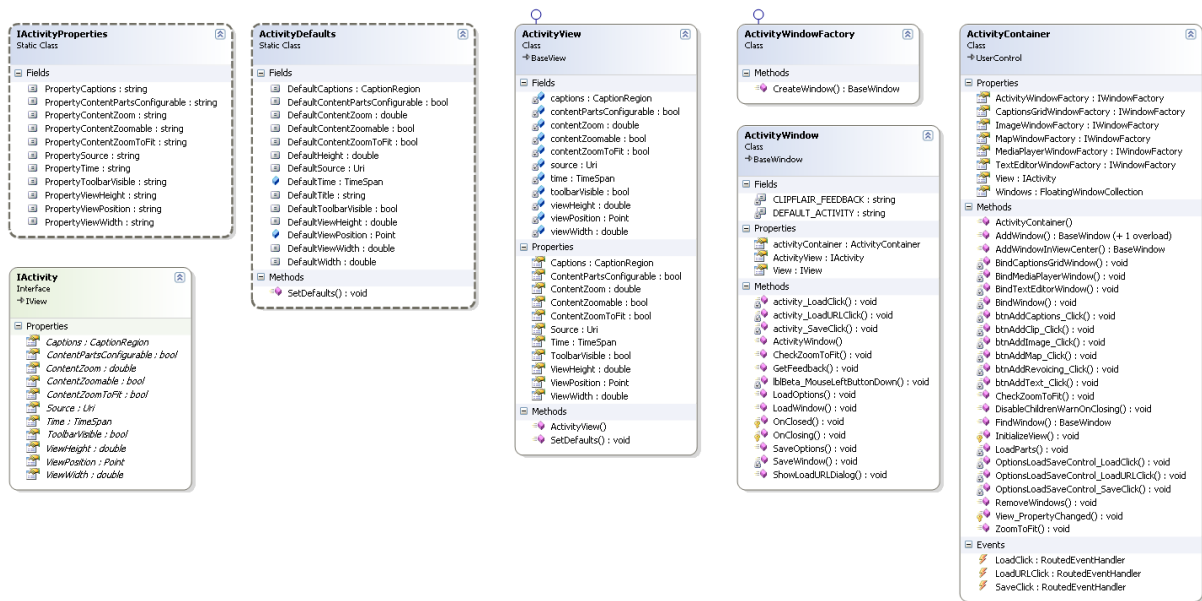 IActivityProperties
Static Class
Fields
PropertyCaptions : string
PropertyContentPartsConfigurable : string
PropertyContentZoom : string
PropertyContentZoomable : string
PropertyContentZoomToFit : string
PropertySource : string
PropertyTime : string
PropertyToolbarVisible : string
PropertyViewHeight : string
PropertyViewPosition : string
PropertyViewWidth : string
IActivity
Interface
IView
Properties
Captions : CaptionRegion
ContentPartsConfigurable : bool
ContentZoom : double
ContentZoomable : bool
ContentZoomToFit : bool
Source : Uri
Time : TimeSpan
ToolbarVisible : bool
ViewHeight : double
ViewPosition : Point
ViewWidth : double
ActivityDefaults
Static Class
Fields
DefaultCaptions : CaptionRegion
DefaultContentPartsConfigurable : bool
DefaultContentZoom : double
DefaultContentZoomable : bool
DefaultContentZoomToFit : bool
DefaultHeight : double
DefaultSource : Uri
DefaultTime : TimeSpan
DefaultTitle : string
DefaultToolbarVisible : bool
DefaultViewHeight : double
DefaultViewPosition : Point
DefaultViewWidth : double
DefaultWidth : double
Methods
SetDefaults() : void
ActivityView
Class
BaseView
Fields
captions : CaptionRegion
contentPartsConfigurable : bool
contentZoom : double
contentZoomable : bool
contentZoomToFit : bool
source : Uri
time : TimeSpan
toolbarVisible : bool
viewHeight : double
viewPosition : Point
viewWidth : double
Properties
Captions : CaptionRegion
ContentPartsConfigurable : bool
ContentZoom : double
ContentZoomable : bool
ContentZoomToFit : bool
Source : Uri
Time : TimeSpan
ToolbarVisible : bool
ViewHeight : double
ViewPosition : Point
ViewWidth : double
Methods
ActivityView()
SetDefaults() : void
ActivityWindowFactory
Class
Methods
CreateWindow() : BaseWindow
ActivityWindow
Class
BaseWindow
Fields
CLIPFLAIR_FEEDBACK : string
DEFAULT_ACTIVITY : string
Properties
activityContainer : ActivityContainer
ActivityView : IActivity
View : IView
Methods
activity_LoadClick() : void
activity_LoadURLClick() : void
activity_SaveClick() : void
ActivityWindow()
CheckZoomToFit() : void
GetFeedback() : void
lblBeta_MouseLeftButtonDown() : void
LoadOptions() : void
LoadWindow() : void
OnClosed() : void
OnClosing() : void
SaveOptions() : void
SaveWindow() : void
ShowLoadURLDialog() : void
ActivityContainer
Class
UserControl
Properties
ActivityWindowFactory : IWindowFactory
CaptionsGridWindowFactory : IWindowFactory
ImageWindowFactory : IWindowFactory
MapWindowFactory : IWindowFactory
MediaPlayerWindowFactory : IWindowFactory
TextEditorWindowFactory : IWindowFactory
View : IActivity
Windows : FloatingWindowCollection
Methods
ActivityContainer()
AddWindow() : BaseWindow (+ 1 overload)
AddWindowInViewCenter() : BaseWindow
BindCaptionsGridWindow() : void
BindMediaPlayerWindow() : void
BindTextEditorWindow() : void
BindWindow() : void
btnAddCaptions_Click() : void
btnAddClip_Click() : void
btnAddImage_Click() : void
btnAddMap_Click() : void
btnAddRevoicing_Click() : void
btnAddText_Click() : void
CheckZoomToFit() : void
DisableChildrenWarnOnClosing() : void
FindWindow() : BaseWindow
InitializeView() : void
LoadParts() : void
OptionsLoadSaveControl_LoadClick() : void
OptionsLoadSaveControl_LoadURLClick() : void
OptionsLoadSaveControl_SaveClick() : void
RemoveWindows() : void
View_PropertyChanged() : void
ZoomToFit() : void
Events
LoadClick : RoutedEventHandler
LoadURLClick : RoutedEventHandler
SaveClick : RoutedEventHandler